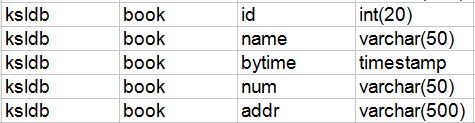 ksldb book id int(20)
ksldb book name varchar(50)
ksldb book bytime timestamp
ksldb book num varchar(50)
ksldb book addr varchar(500)